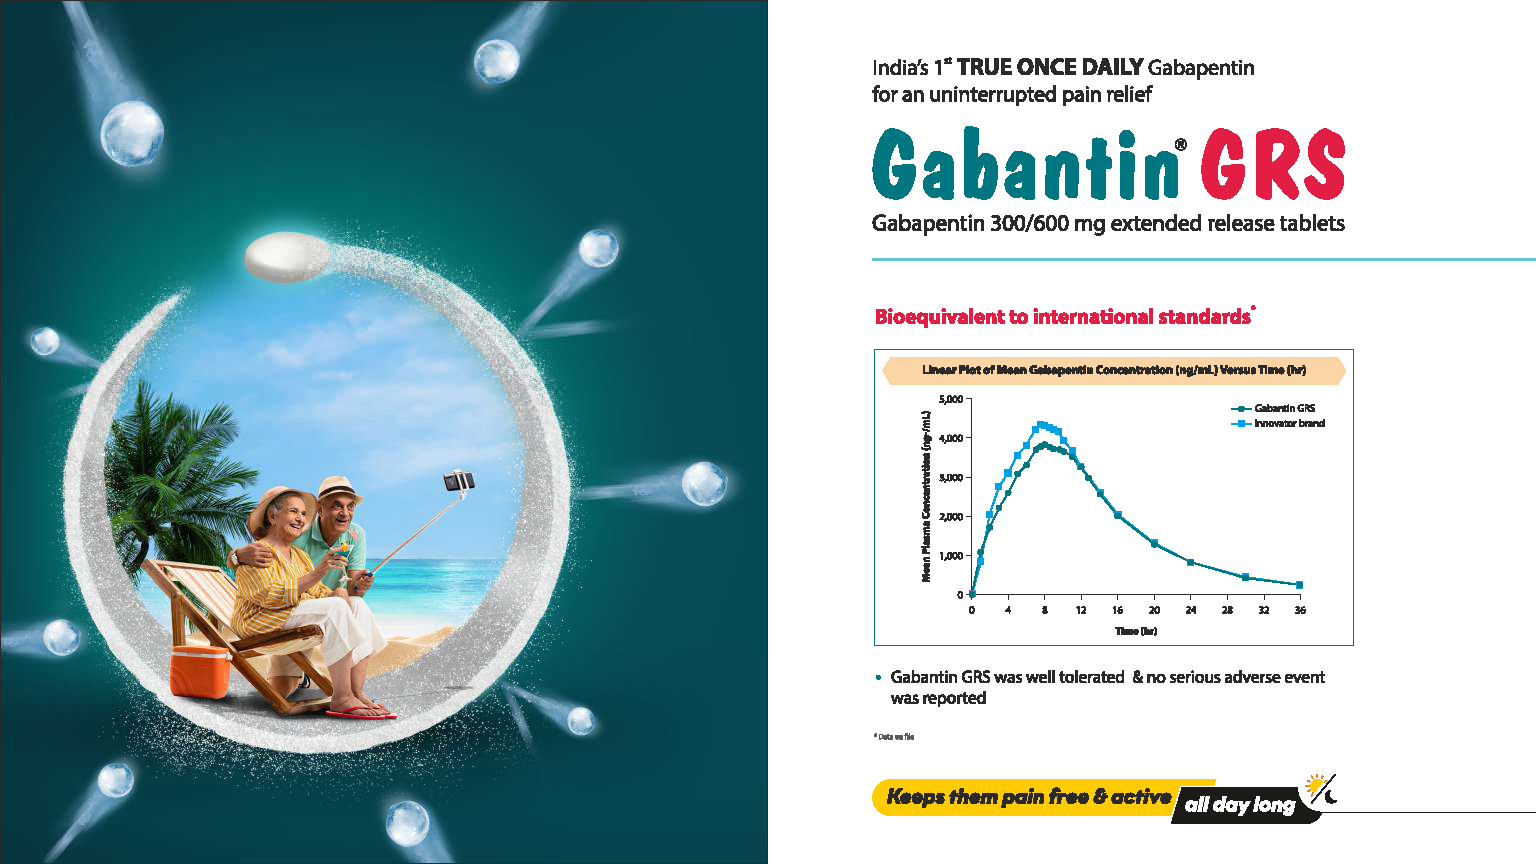 India's 1st TRUE ONCE DAILY Gabapentin
for an uninterrupted pain relief
Gabantin® GRS
Gabapentin 300/600 mg extended release tablets
Bioequivalent to international standards*
Linear Plot of Mean Gabapentin Concentration (ng/mL) Versus Time (hr)
Mean Plasma Concentration (ng-/mL)
5,000
4,000
3,000
2,000
1,000
0
Gabantin GRS
Innovator brand
0 4 8 12 16 20 24 28 32 36
Time (hr)
• Gabantin GRS was well tolerated & no serious adverse event
was reported
* Data on file
Keeps them pain free & active all day long